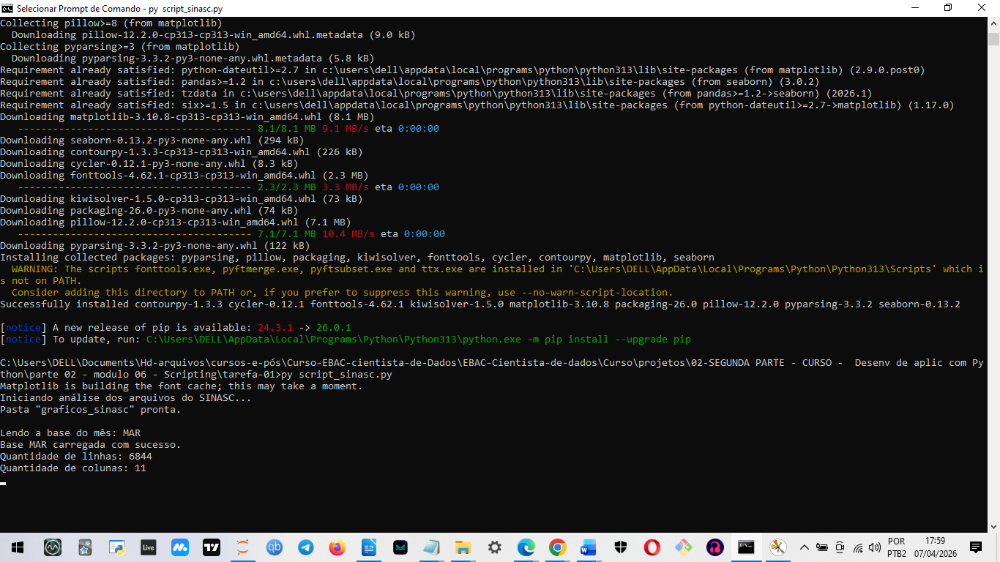 Selecionar Prompt de Comando - py  script_sinasc.py
Collecting pillow>=8 (from matplotlib)
  Downloading pillow-12.2.0-cp313-cp313-win_amd64.whl.metadata (9.0 kB)
Collecting pyparsing>=3 (from matplotlib)
  Downloading pyparsing-3.3.2-py3-none-any.whl.metadata (5.8 kB)
Requirement already satisfied: python-dateutil>=2.7 in c:\users\dell\appdata\local\programs\python\python313\lib\site-packages (from matplotlib) (2.9.0.post0)
Requirement already satisfied: pandas>=1.2 in c:\users\dell\appdata\local\programs\python\python313\lib\site-packages (from seaborn) (3.0.2)
Requirement already satisfied: tzdata in c:\users\dell\appdata\local\programs\python\python313\lib\site-packages (from pandas>=1.2->seaborn) (2026.1)
Requirement already satisfied: six>=1.5 in c:\users\dell\appdata\local\programs\python\python313\lib\site-packages (from python-dateutil>=2.7->matplotlib) (1.17.0)
Downloading matplotlib-3.10.8-cp313-cp313-win_amd64.whl (8.1 MB)
   ---------------------------------------- 8.1/8.1 MB 9.1 MB/s eta 0:00:00
Downloading seaborn-0.13.2-py3-none-any.whl (294 kB)
Downloading contourpy-1.3.3-cp313-cp313-win_amd64.whl (226 kB)
Downloading cycler-0.12.1-py3-none-any.whl (8.3 kB)
Downloading fonttools-4.62.1-cp313-cp313-win_amd64.whl (2.3 MB)
   ---------------------------------------- 2.3/2.3 MB 3.3 MB/s eta 0:00:00
Downloading kiwisolver-1.5.0-cp313-cp313-win_amd64.whl (73 kB)
Downloading packaging-26.0-py3-none-any.whl (74 kB)
Downloading pillow-12.2.0-cp313-cp313-win_amd64.whl (7.1 MB)
   ---------------------------------------- 7.1/7.1 MB 10.4 MB/s eta 0:00:00
Downloading pyparsing-3.3.2-py3-none-any.whl (122 kB)
Installing collected packages: pyparsing, pillow, packaging, kiwisolver, fonttools, cycler, contourpy, matplotlib, seaborn
  WARNING: The scripts fonttools.exe, pyftmerge.exe, pyftsubset.exe and ttx.exe are installed in 'C:\Users\DELL\AppData\Local\Programs\Python\Python313\Scripts' which i
s not on PATH.
  Consider adding this directory to PATH or, if you prefer to suppress this warning, use --no-warn-script-location.
Successfully installed contourpy-1.3.3 cycler-0.12.1 fonttools-4.62.1 kiwisolver-1.5.0 matplotlib-3.10.8 packaging-26.0 pillow-12.2.0 pyparsing-3.3.2 seaborn-0.13.2
[notice] A new release of pip is available: 24.3.1 -> 26.0.1
[notice] To update, run: C:\Users\DELL\AppData\Local\Programs\Python\Python313\python.exe -m pip install --upgrade pip
C:\Users\DELL\Documents\Hd-arquivos\cursos-e-pós\Curso-EBAC-cientista-de-Dados\EBAC-Cientista-de-dados\Curso\projetos\02-SEGUNDA PARTE - CURSO -  Desenv de aplic com Py
thon\parte 02 - modulo 06 - Scripting\tarefa-01>py script_sinasc.py
Matplotlib is building the font cache; this may take a moment.
Iniciando análise dos arquivos do SINASC...
Pasta "graficos_sinasc" pronta.
Lendo a base do mês: MAR
Base MAR carregada com sucesso.
Quantidade de linhas: 6844
Quantidade de colunas: 11
Live
qb
POR
PTB2
17:59
07/04/2026